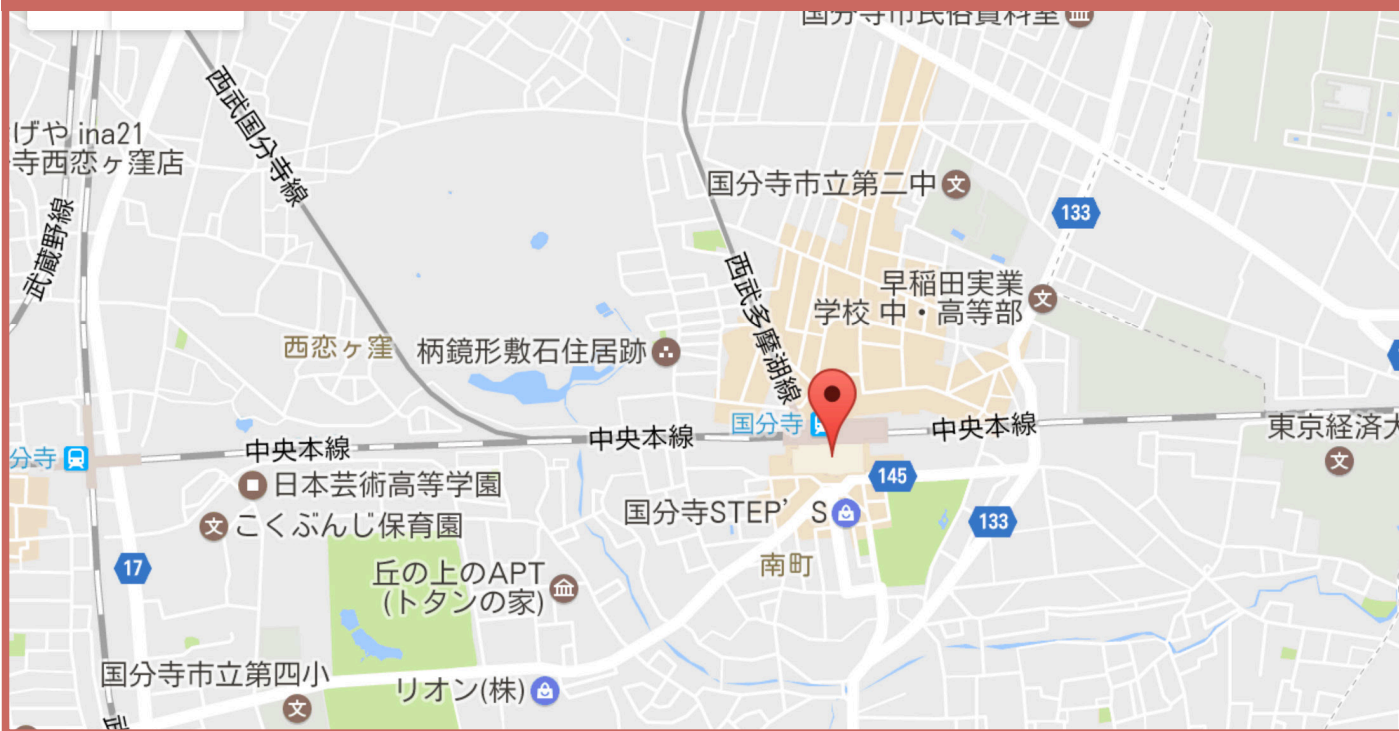 国分寺市民俗資料室
西武国分寺線
げや ina21
寺西恋ヶ窪店
国分寺市立第二中
文
133
武蔵野線
西武多摩湖線
早稲田実業
学校 中・高等部
文
西恋ヶ窪
柄鏡形敷石住居跡
国分寺
中央本線
中央本線
中央本線
東京経済大
文
分寺
145
日本芸術高等学園
国分寺STEP’S
133
文
こくぶんじ保育園
17
南町
丘の上のAPT
(トタンの家)
国分寺市立第四小
文
リオン(株)
武